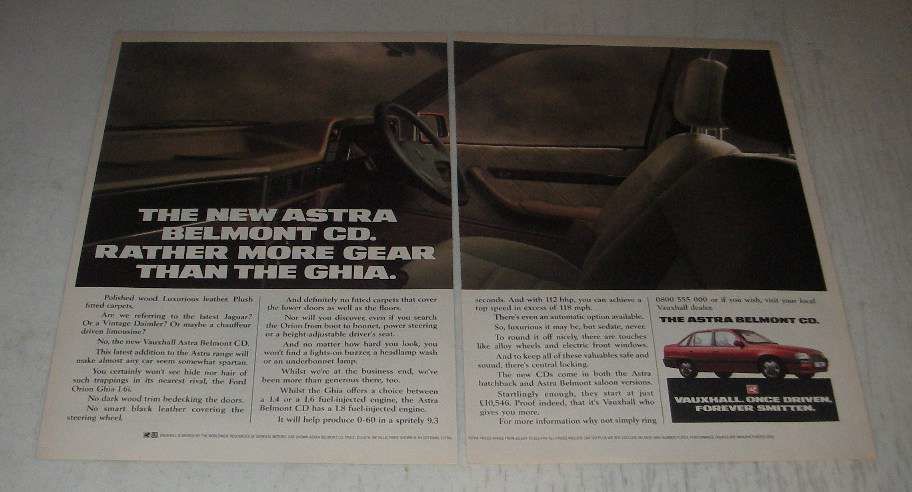 THE NEW ASTRA
BELMONT CD.
RATHER MORE GEAR
THAN THE GHIA.
Polished wood. Luxurious leather. Plush
fitted carpets.
Are we referring to the latest Jaguar?
Or a Vintage Daimler? Or maybe a chauffeur
driven limousine?
No, the new Vauxhall Astra Belmont CD.
This latest addition to the Astra range will
make almost any car seem somewhat spartan.
You certainly won't see hide nor hair of
such trappings in its nearest rival, the Ford
Orion Ghia 1.6i.
No dark wood trim bedecking the doors.
No smart black leather covering the
steering wheel.
And definitely no fitted carpets that cover
the lower doors as well as the floors.
Nor will you discover, even if you search
the Orion from boot to bonnet, power steering
or a height-adjustable driver's seat.
And no matter how hard you look, you
won't find a lights-on buzzer, a headlamp wash
or an underbonnet lamp.
Whilst we're at the business end, we've
been more than generous there, too.
Whilst the Ghia offers a choice between
a 1.4 or a 1.6 fuel-injected engine, the Astra
Belmont CD has a 1.8 fuel-injected engine.
It will help produce 0-60 in a spritely 9.3
seconds. And with 112 bhp, you can achieve a
top speed in excess of 118 mph.
There's even an automatic option available.
So, luxurious it may be, but sedate, never.
To round it off nicely, there are touches
like alloy wheels and electric front windows.
And to keep all of these valuables safe and
sound, there's central locking.
The new CDs come in both the Astra
hatchback and Astra Belmont saloon versions.
Startlingly enough, they start at just
£10,546. Proof indeed, that it's Vauxhall who
gives you more.
For more information why not simply ring
0800 555 000 or if you wish, visit your local
Vauxhall dealer.
THE ASTRA BELMONT CD.
VAUXHALL. ONCE DRIVEN,
FOREVER SMITTEN.